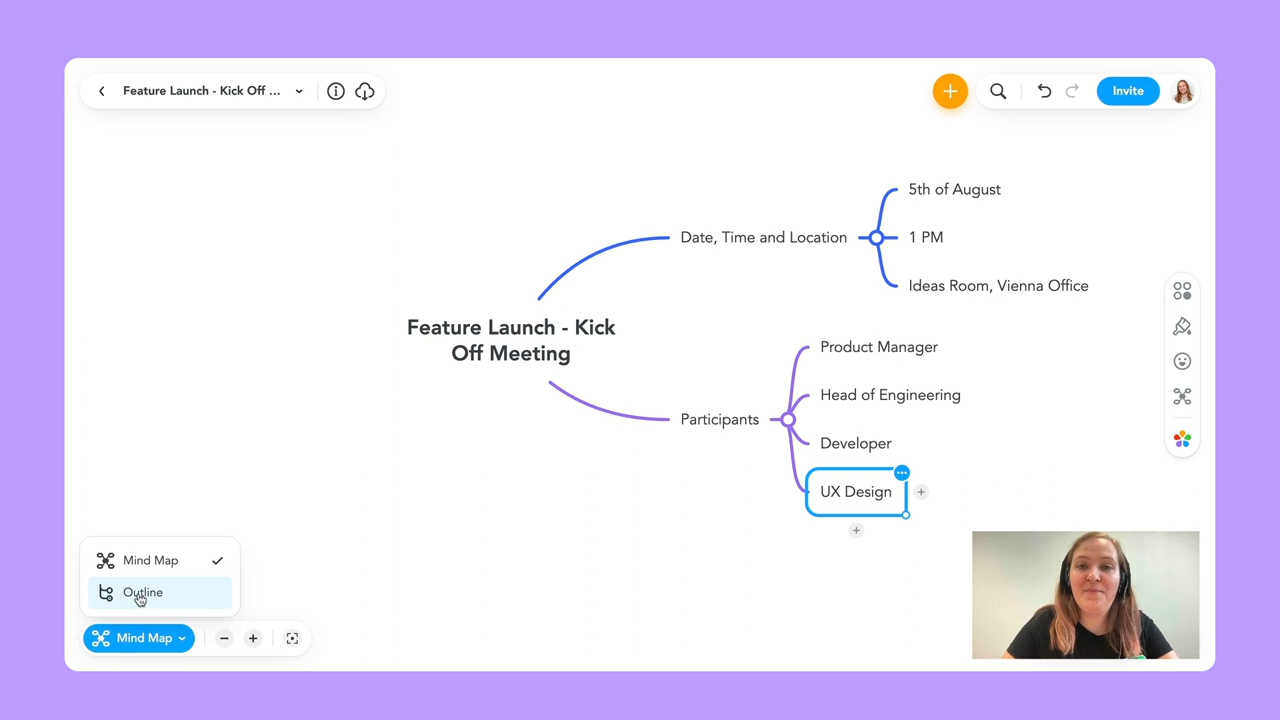 Feature Launch - Kick Off ...
Invite
5th of August
Date, Time and Location
1 PM
Ideas Room, Vienna Office
Feature Launch - Kick
Off Meeting
Product Manager
Head of Engineering
Participants
Developer
UX Design
Mind Map
Outline
Mind Map